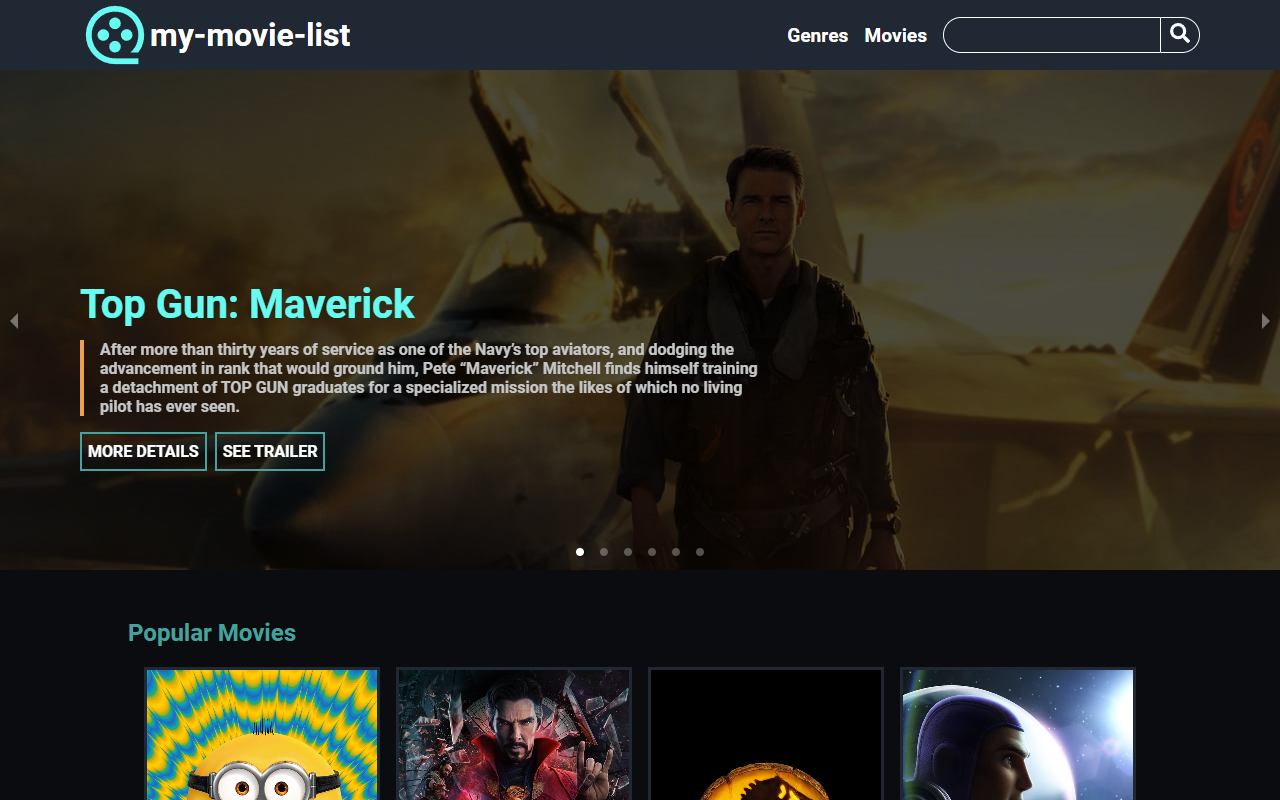 my-movie-list
Genres
Movies
Top Gun: Maverick
After more than thirty years of service as one of the Navy’s top aviators, and dodging the
advancement in rank that would ground him, Pete “Maverick” Mitchell finds himself training
a detachment of TOP GUN graduates for a specialized mission the likes of which no living
pilot has ever seen.
MORE DETAILS
SEE TRAILER
Popular Movies